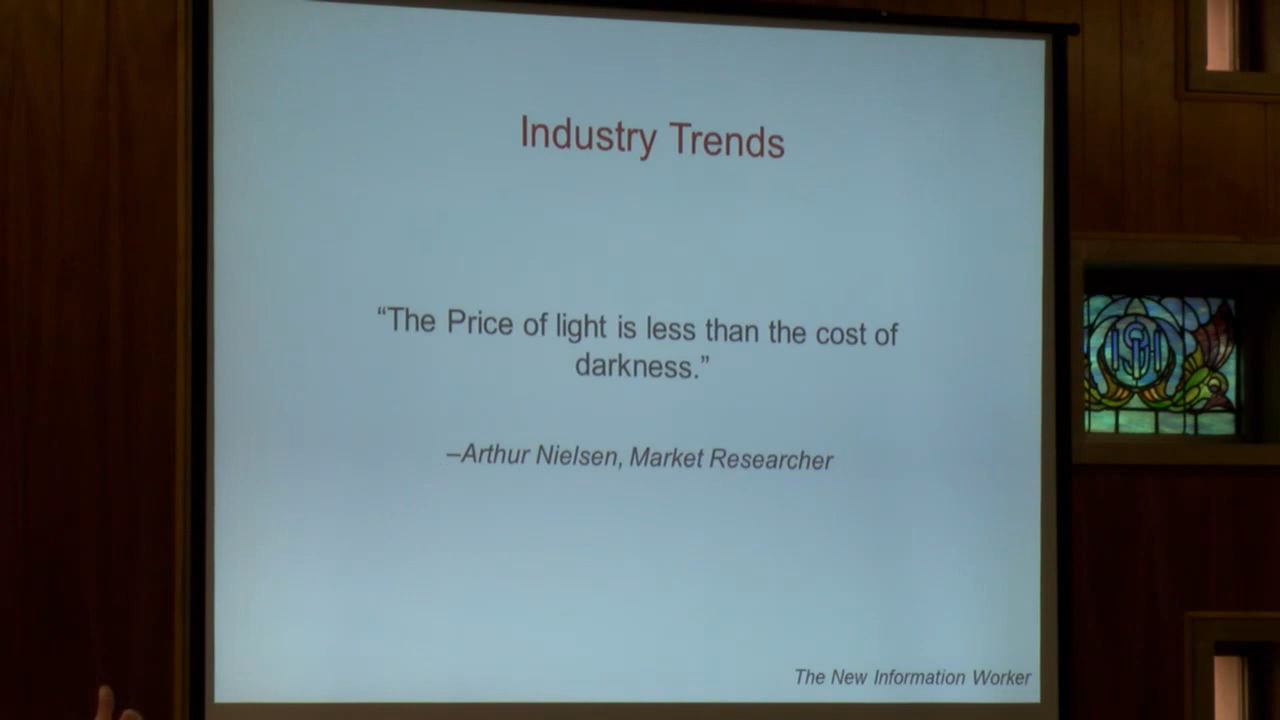 Industry Trends
“The Price of light is less than the cost of
darkness.”
–Arthur Nielsen, Market Researcher
The New Information Worker